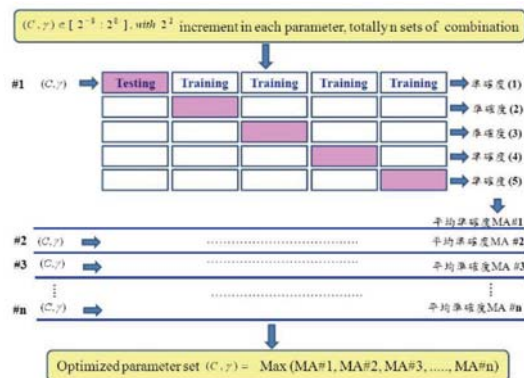 (C, γ) ∈ [ 2⁻⁸ : 2⁸ ], with 2² increment in each parameter, totally n sets of combination
#1 (C, γ) Testing Training Training Training Training 準確度 (1)
準確度 (2)
準確度 (3)
準確度 (4)
準確度 (5)
平均準確度MA#1
#2 (C, γ) .................... 平均準確度MA #2
#3 (C, γ) .................... 平均準確度MA #3
#n (C, γ) .................... 平均準確度MA #n
Optimized parameter set (C, γ) = Max (MA#1, MA#2, MA#3, ....., MA#n)